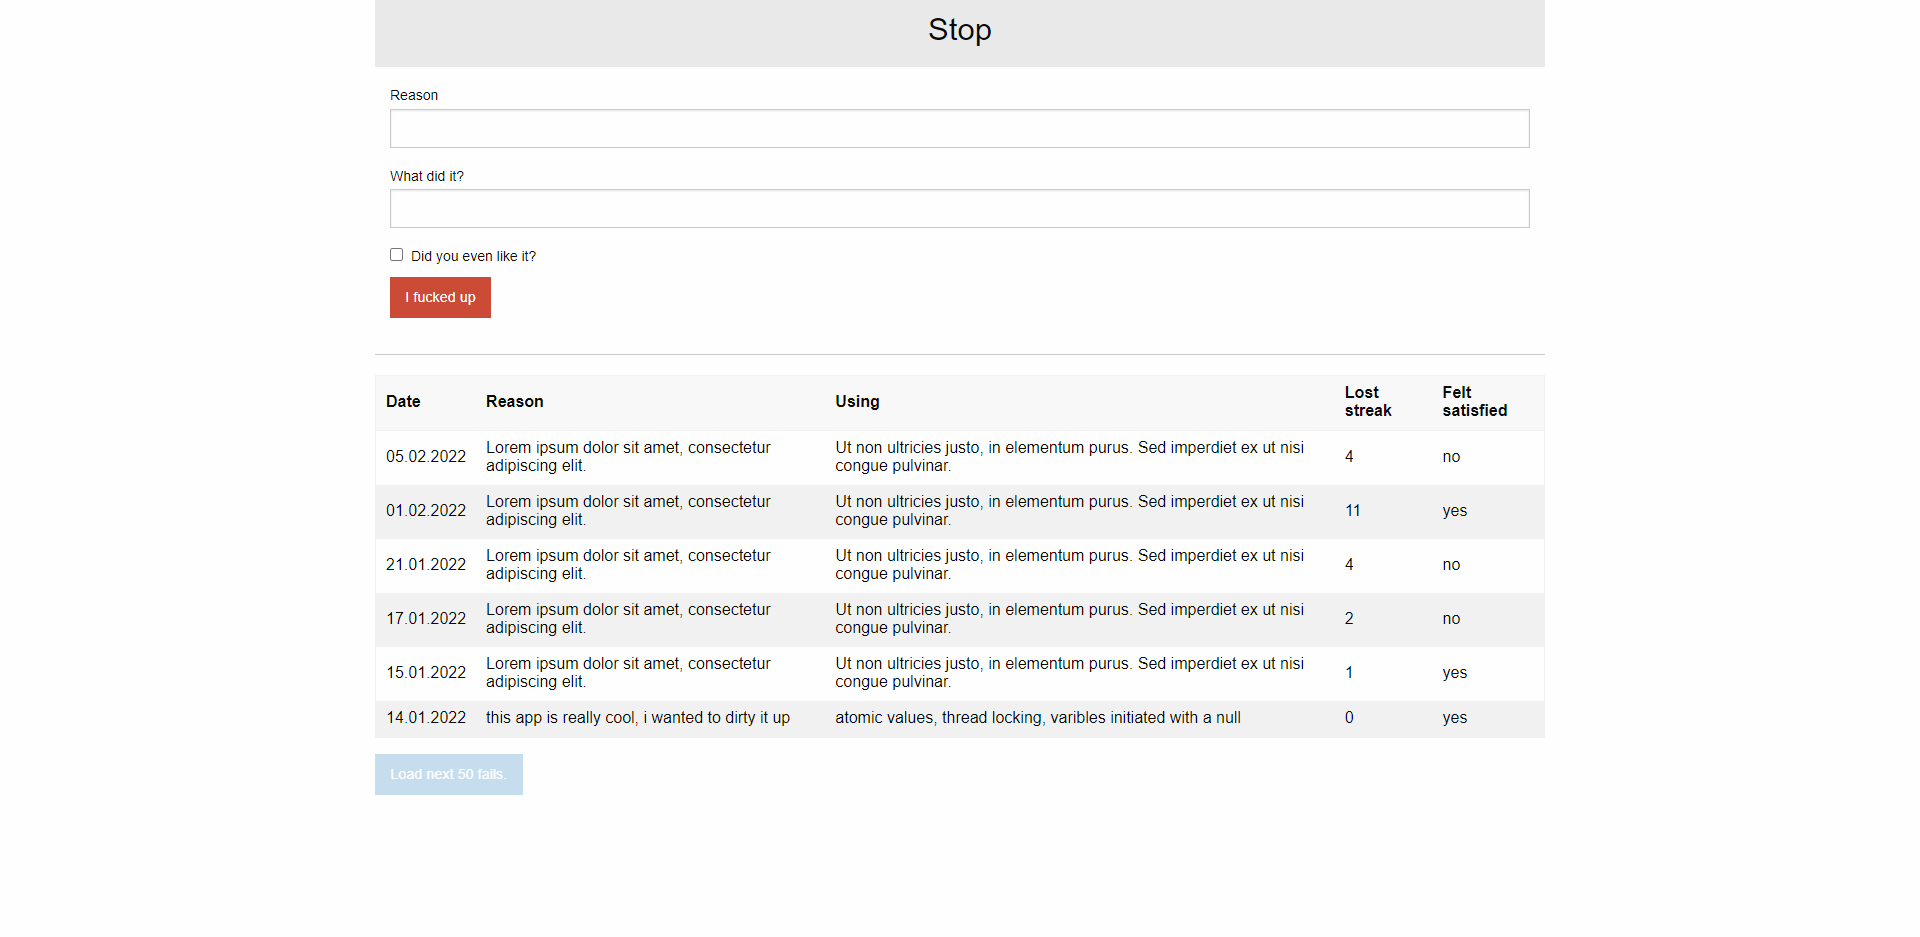 Stop
Reason
What did it?
Did you even like it?
I fucked up
Date Reason Using Lost streak Felt satisfied
05.02.2022 Lorem ipsum dolor sit amet, consectetur adipiscing elit. Ut non ultricies justo, in elementum purus. Sed imperdiet ex ut nisi congue pulvinar. 4 no
01.02.2022 Lorem ipsum dolor sit amet, consectetur adipiscing elit. Ut non ultricies justo, in elementum purus. Sed imperdiet ex ut nisi congue pulvinar. 11 yes
21.01.2022 Lorem ipsum dolor sit amet, consectetur adipiscing elit. Ut non ultricies justo, in elementum purus. Sed imperdiet ex ut nisi congue pulvinar. 4 no
17.01.2022 Lorem ipsum dolor sit amet, consectetur adipiscing elit. Ut non ultricies justo, in elementum purus. Sed imperdiet ex ut nisi congue pulvinar. 2 no
15.01.2022 Lorem ipsum dolor sit amet, consectetur adipiscing elit. Ut non ultricies justo, in elementum purus. Sed imperdiet ex ut nisi congue pulvinar. 1 yes
14.01.2022 this app is really cool, i wanted to dirty it up atomic values, thread locking, varibles initiated with a null 0 yes
Load next 50 fails.